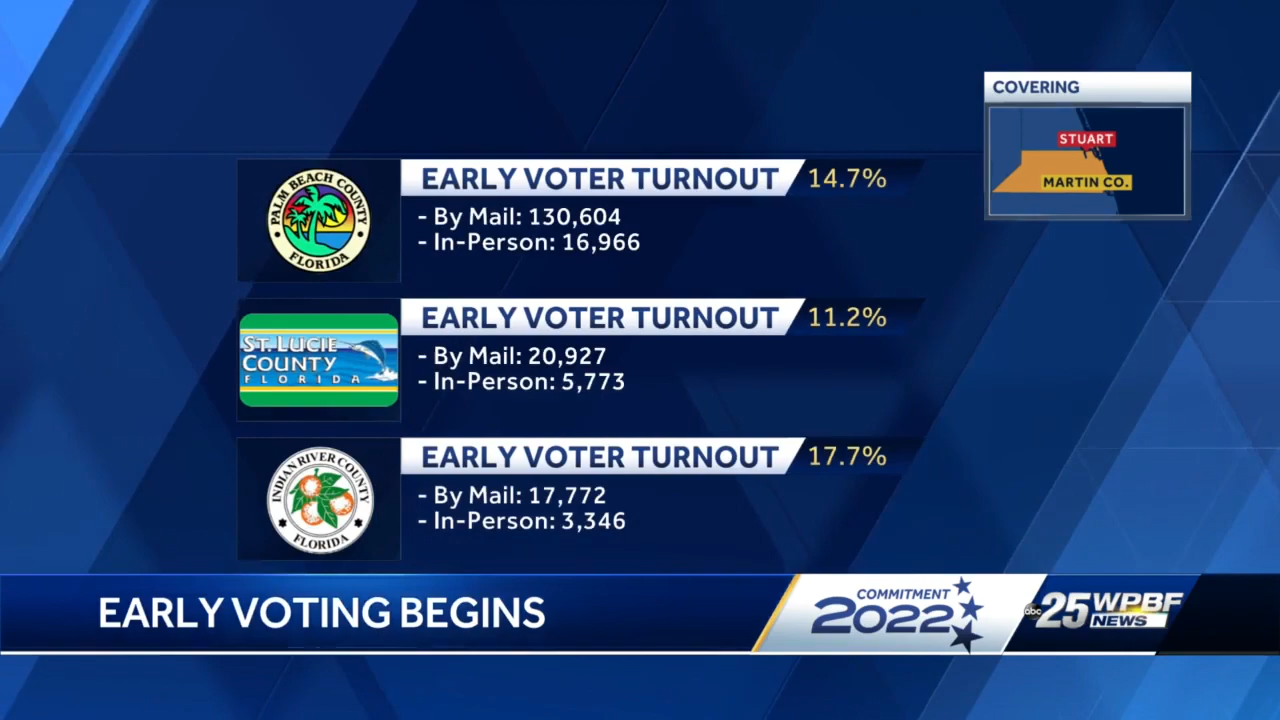 COVERING
STUART
MARTIN CO.
PALM BEACH COUNTY
FLORIDA
EARLY VOTER TURNOUT 14.7%
- By Mail: 130,604
- In-Person: 16,966
ST. LUCIE
COUNTY
FLORIDA
EARLY VOTER TURNOUT 11.2%
- By Mail: 20,927
- In-Person: 5,773
INDIAN RIVER COUNTY
FLORIDA
EARLY VOTER TURNOUT 17.7%
- By Mail: 17,772
- In-Person: 3,346
EARLY VOTING BEGINS
COMMITMENT
2022
abc 25 WPBF
NEWS